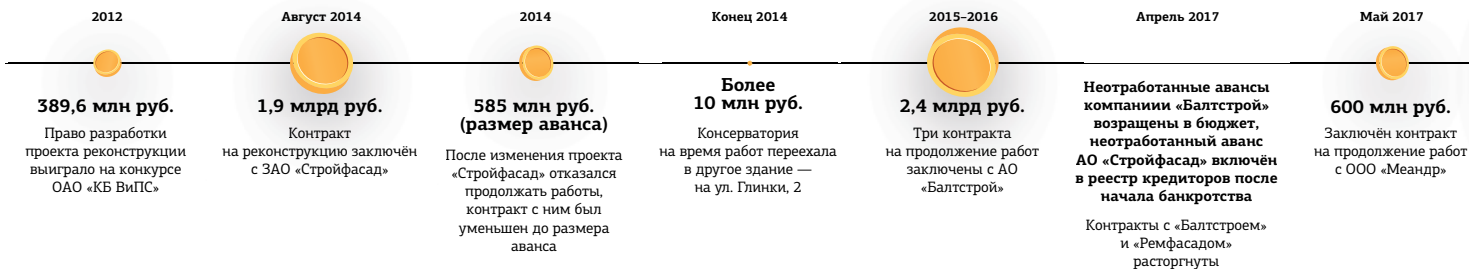 2012
389,6 млн руб.
Право разработки
проекта реконструкции
выиграло на конкурсе
ОАО «КБ ВиПС»
Август 2014
1,9 млрд руб.
Контракт
на реконструкцию заключён
с ЗАО «Стройфасад»
2014
585 млн руб.
(размер аванса)
После изменения проекта
«Стройфасад» отказался
продолжать работы,
контракт с ним был
уменьшен до размера
аванса
Конец 2014
Более
10 млн руб.
Консерватория
на время работ переехала
в другое здание —
на ул. Глинки, 2
2015–2016
2,4 млрд руб.
Три контракта
на продолжение работ
заключены с АО
«Балтстрой»
Апрель 2017
Неотработанные авансы
компаниии «Балтстрой»
возращены в бюджет,
неотработанный аванс
АО «Стройфасад» включён
в реестр кредиторов после
начала банкротства
Контракты с «Балтстроем»
и «Ремфасадом»
расторгнуты
Май 2017
600 млн руб.
Заключён контракт
на продолжение работ
с ООО «Меандр»